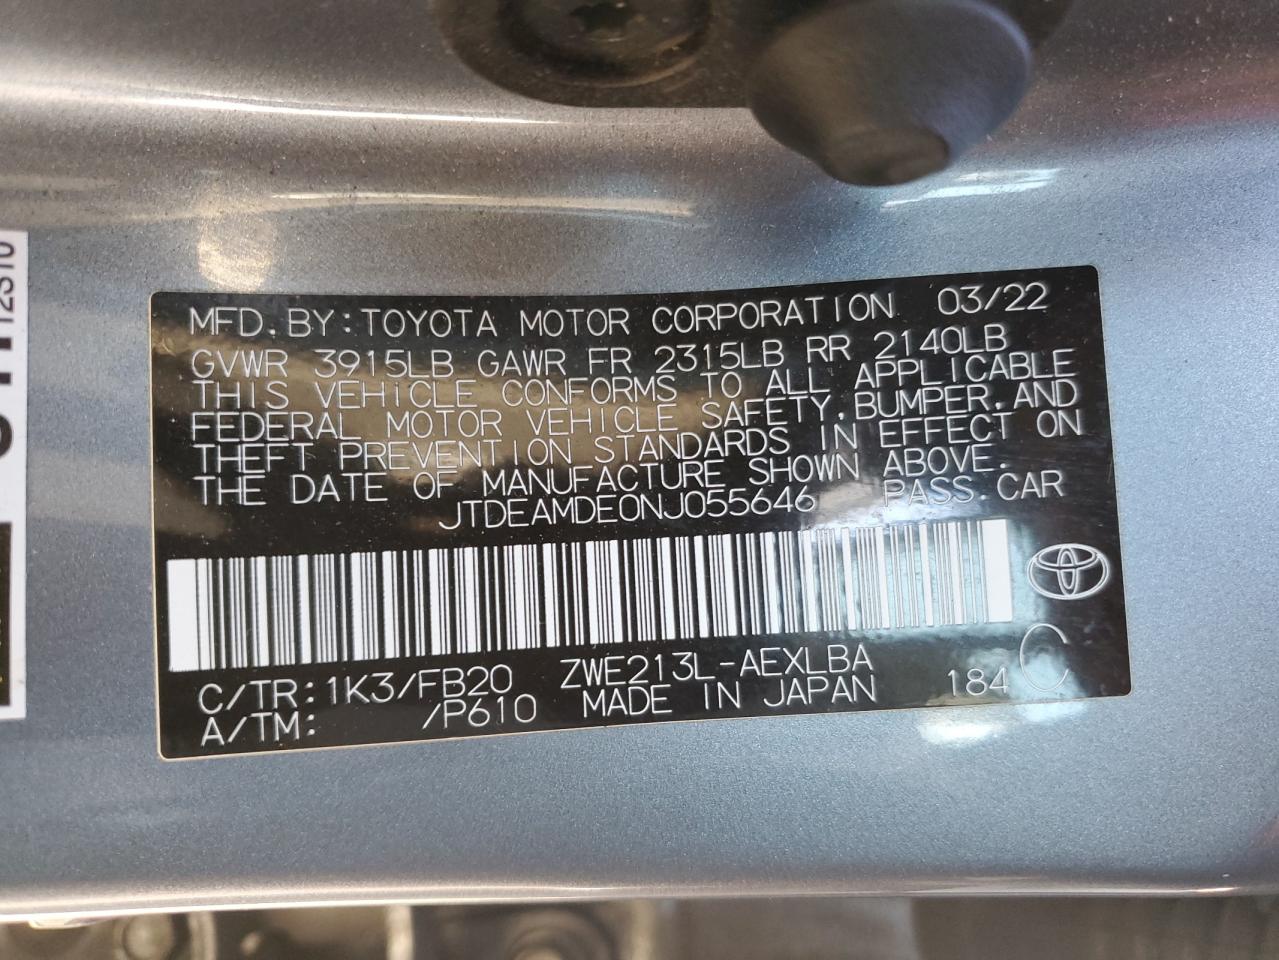 MFD. BY: TOYOTA MOTOR CORPORATION 03/22
GVWR 3915LB GAWR FR 2315LB RR 2140LB
THIS VEHICLE CONFORMS TO ALL APPLICABLE
FEDERAL MOTOR VEHICLE SAFETY, BUMPER, AND
THEFT PREVENTION STANDARDS IN EFFECT ON
THE DATE OF MANUFACTURE SHOWN ABOVE.
JTDEAMDE0NJ055646 PASS. CAR
C/TR: 1K3/FB20 ZWE213L-AEXLBA 184 C
A/TM: /P610 MADE IN JAPAN